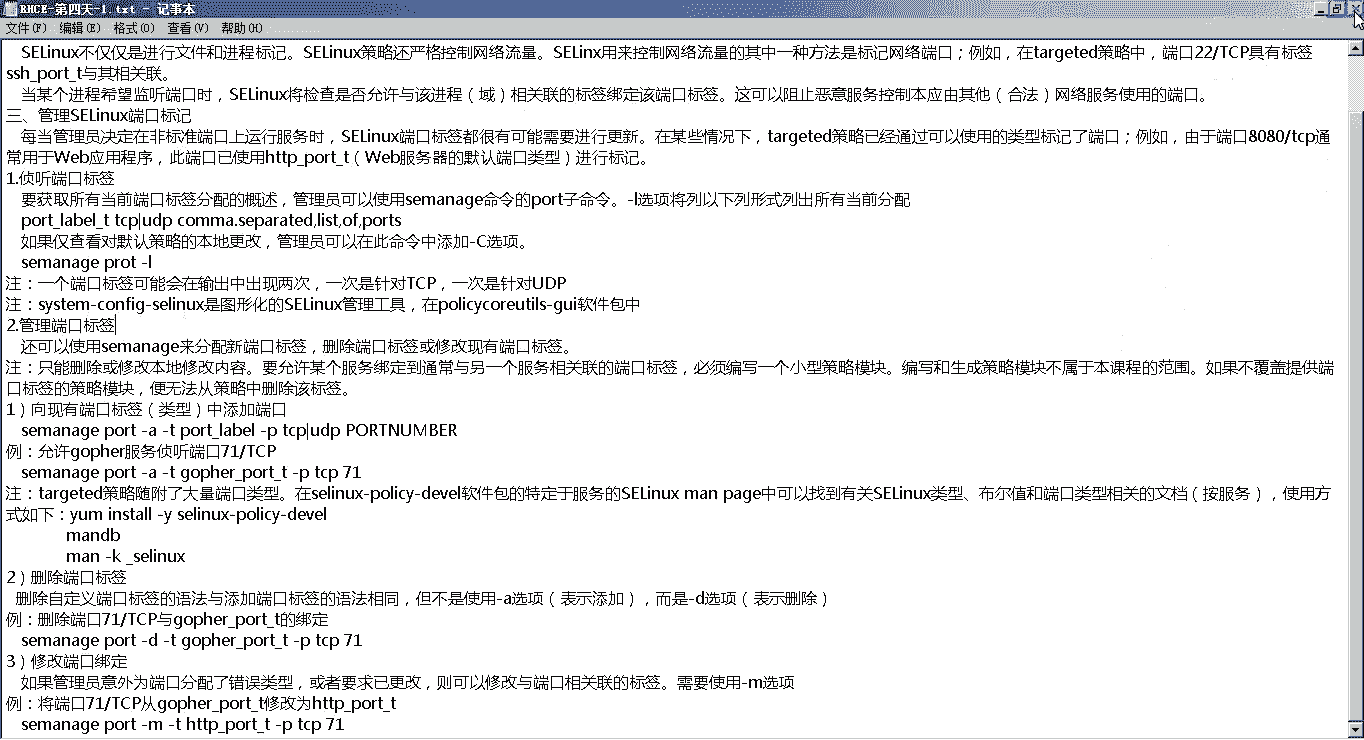 RHCE-第四天-1.txt - 记事本
文件(F) 编辑(E) 格式(O) 查看(V) 帮助(H)
SELinux不仅仅是进行文件和进程标记。SELinux策略还严格控制网络流量。SELinx用来控制网络流量的其中一种方法是标记网络端口；例如，在targeted策略中，端口22/TCP具有标签
ssh_port_t与其相关联。
当某个进程希望监听端口时，SELinux将检查是否允许与该进程（域）相关联的标签绑定该端口标签。这可以阻止恶意服务控制本应由其他（合法）网络服务使用的端口。
三、管理SELinux端口标记
每当管理员决定在非标准端口上运行服务时，SELinux端口标签都很有可能需要进行更新。在某些情况下，targeted策略已经通过可以使用的类型标记了端口；例如，由于端口8080/tcp通
常用于Web应用程序，此端口已使用http_port_t（Web服务器的默认端口类型）进行标记。
1.侦听端口标签
要获取所有当前端口标签分配的概述，管理员可以使用semanage命令的port子命令。-l选项将列以下列形式列出所有当前分配
port_label_t tcp|udp comma.separated,list,of,ports
如果仅查看对默认策略的本地更改，管理员可以在此命令中添加-C选项。
semanage prot -l
注：一个端口标签可能会在输出中出现两次，一次是针对TCP，一次是针对UDP
注：system-config-selinux是图形化的SELinux管理工具，在policycoreutils-gui软件包中
2.管理端口标签
还可以使用semanage来分配新端口标签，删除端口标签或修改现有端口标签。
注：只能删除或修改本地修改内容。要允许某个服务绑定到通常与另一个服务相关联的端口标签，必须编写一个小型策略模块。编写和生成策略模块不属于本课程的范围。如果不覆盖提供端
口标签的策略模块，便无法从策略中删除该标签。
1）向现有端口标签（类型）中添加端口
semanage port -a -t port_label -p tcp|udp PORTNUMBER
例：允许gopher服务侦听端口71/TCP
semanage port -a -t gopher_port_t -p tcp 71
注：targeted策略随附了大量端口类型。在selinux-policy-devel软件包的特定于服务的SELinux man page中可以找到有关SELinux类型、布尔值和端口类型相关的文档（按服务），使用方
式如下：yum install -y selinux-policy-devel
mandb
man -k _selinux
2）删除端口标签
删除自定义端口标签的语法与添加端口标签的语法相同，但不是使用-a选项（表示添加），而是-d选项（表示删除）
例：删除端口71/TCP与gopher_port_t的绑定
semanage port -d -t gopher_port_t -p tcp 71
3）修改端口绑定
如果管理员意外为端口分配了错误类型，或者要求已更改，则可以修改与端口相关联的标签。需要使用-m选项
例：将端口71/TCP从gopher_port_t修改为http_port_t
semanage port -m -t http_port_t -p tcp 71